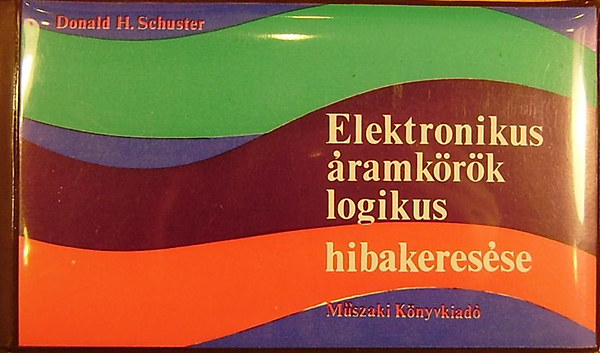 Donald H. Schuster
Elektronikus
áramkörök
logikus
hibakeresése
Műszaki Könyvkiadó